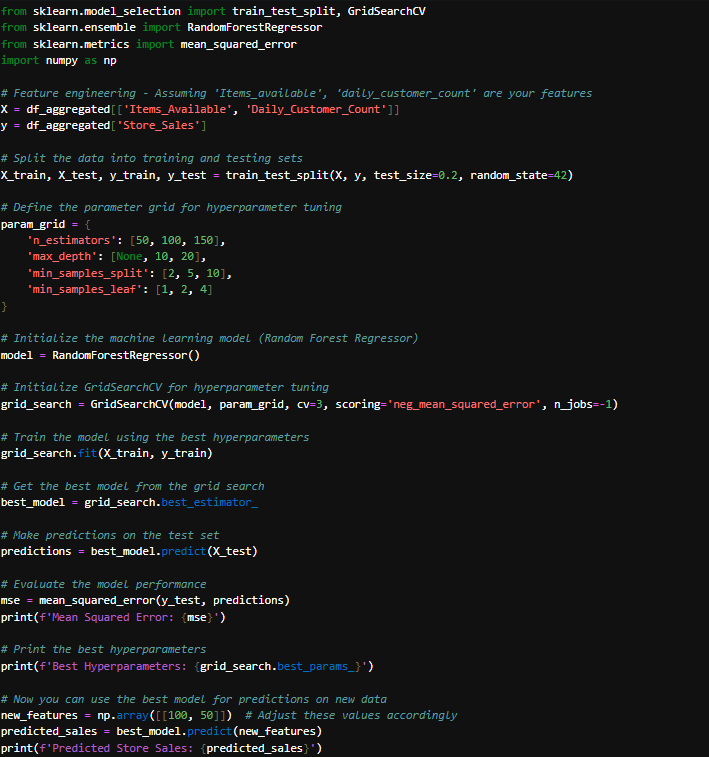 from sklearn.model_selection import train_test_split, GridSearchCV
from sklearn.ensemble import RandomForestRegressor
from sklearn.metrics import mean_squared_error
import numpy as np

# Feature engineering - Assuming 'Items_available', 'daily_customer_count' are your features
X = df_aggregated[['Items_Available', 'Daily_Customer_Count']]
y = df_aggregated['Store_Sales']

# Split the data into training and testing sets
X_train, X_test, y_train, y_test = train_test_split(X, y, test_size=0.2, random_state=42)

# Define the parameter grid for hyperparameter tuning
param_grid = {
    'n_estimators': [50, 100, 150],
    'max_depth': [None, 10, 20],
    'min_samples_split': [2, 5, 10],
    'min_samples_leaf': [1, 2, 4]
}

# Initialize the machine learning model (Random Forest Regressor)
model = RandomForestRegressor()

# Initialize GridSearchCV for hyperparameter tuning
grid_search = GridSearchCV(model, param_grid, cv=3, scoring='neg_mean_squared_error', n_jobs=-1)

# Train the model using the best hyperparameters
grid_search.fit(X_train, y_train)

# Get the best model from the grid search
best_model = grid_search.best_estimator_

# Make predictions on the test set
predictions = best_model.predict(X_test)

# Evaluate the model performance
mse = mean_squared_error(y_test, predictions)
print(f'Mean Squared Error: {mse}')

# Print the best hyperparameters
print(f'Best Hyperparameters: {grid_search.best_params_}')

# Now you can use the best model for predictions on new data
new_features = np.array([[100, 50]])  # Adjust these values accordingly
predicted_sales = best_model.predict(new_features)
print(f'Predicted Store Sales: {predicted_sales}')